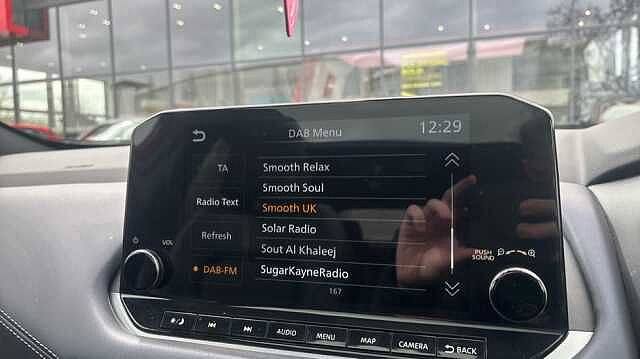 DAB Menu 12:29
TA
Radio Text
Refresh
DAB-FM
Smooth Relax
Smooth Soul
Smooth UK
Solar Radio
Sout Al Khaleej
SugarKayneRadio
167
VOL
PUSH
SOUND
AUDIO MENU MAP CAMERA BACK